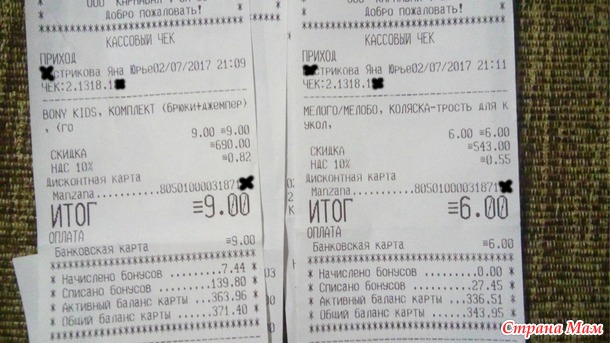 Добро пожаловать!
КАССОВЫЙ ЧЕК
ПРИХОД
стрикова Яна Юрье02/07/2017 21:09
ЧЕК:2.1318.1
BONY KIDS, КОМПЛЕКТ (БРЮКИ+ДЖЕМПЕР)
, (ГО
9.00 ≡9.00
СКИДКА ≡690.00
НДС 10% ≡0.82
ДИСКОНТНАЯ КАРТА
Manzana..........80501000031871
ИТОГ ≡9.00
ОПЛАТА
Банковская карта ≡9.00
* Начислено бонусов ........7.44 *
* Списано бонусов ........139.80 *
* Активный баланс карты ..363.96 *
* Общий баланс карты .....371.40 *
Добро пожаловать!
КАССОВЫЙ ЧЕК
ПРИХОД
стрикова Яна Юрье02/07/2017 21:11
ЧЕК:2.1318.1
МЕЛОГО/МЕЛОБО, КОЛЯСКА-ТРОСТЬ ДЛЯ К
УКОЛ,
6.00 ≡6.00
СКИДКА ≡543.00
НДС 10% ≡0.55
ДИСКОНТНАЯ КАРТА
Manzana..........80501000031871
ИТОГ ≡6.00
ОПЛАТА
Банковская карта ≡6.00
* Начислено бонусов ........0.00 *
* Списано бонусов .........27.45 *
* Активный баланс карты ..336.51 *
* Общий баланс карты .....343.95 *
Страна Мам